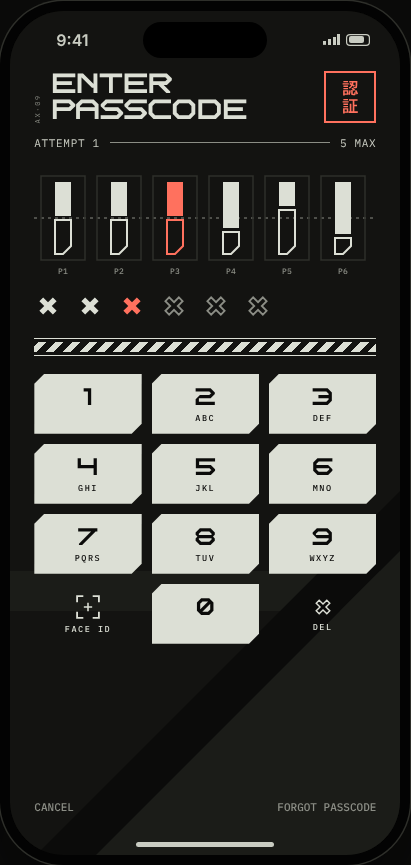 9:41
AX-09
ENTER
PASSCODE
認
証
ATTEMPT 1
5 MAX
P1 P2 P3 P4 P5 P6
1
2
ABC
3
DEF
4
GHI
5
JKL
6
MNO
7
PQRS
8
TUV
9
WXYZ
FACE ID
0
DEL
CANCEL
FORGOT PASSCODE